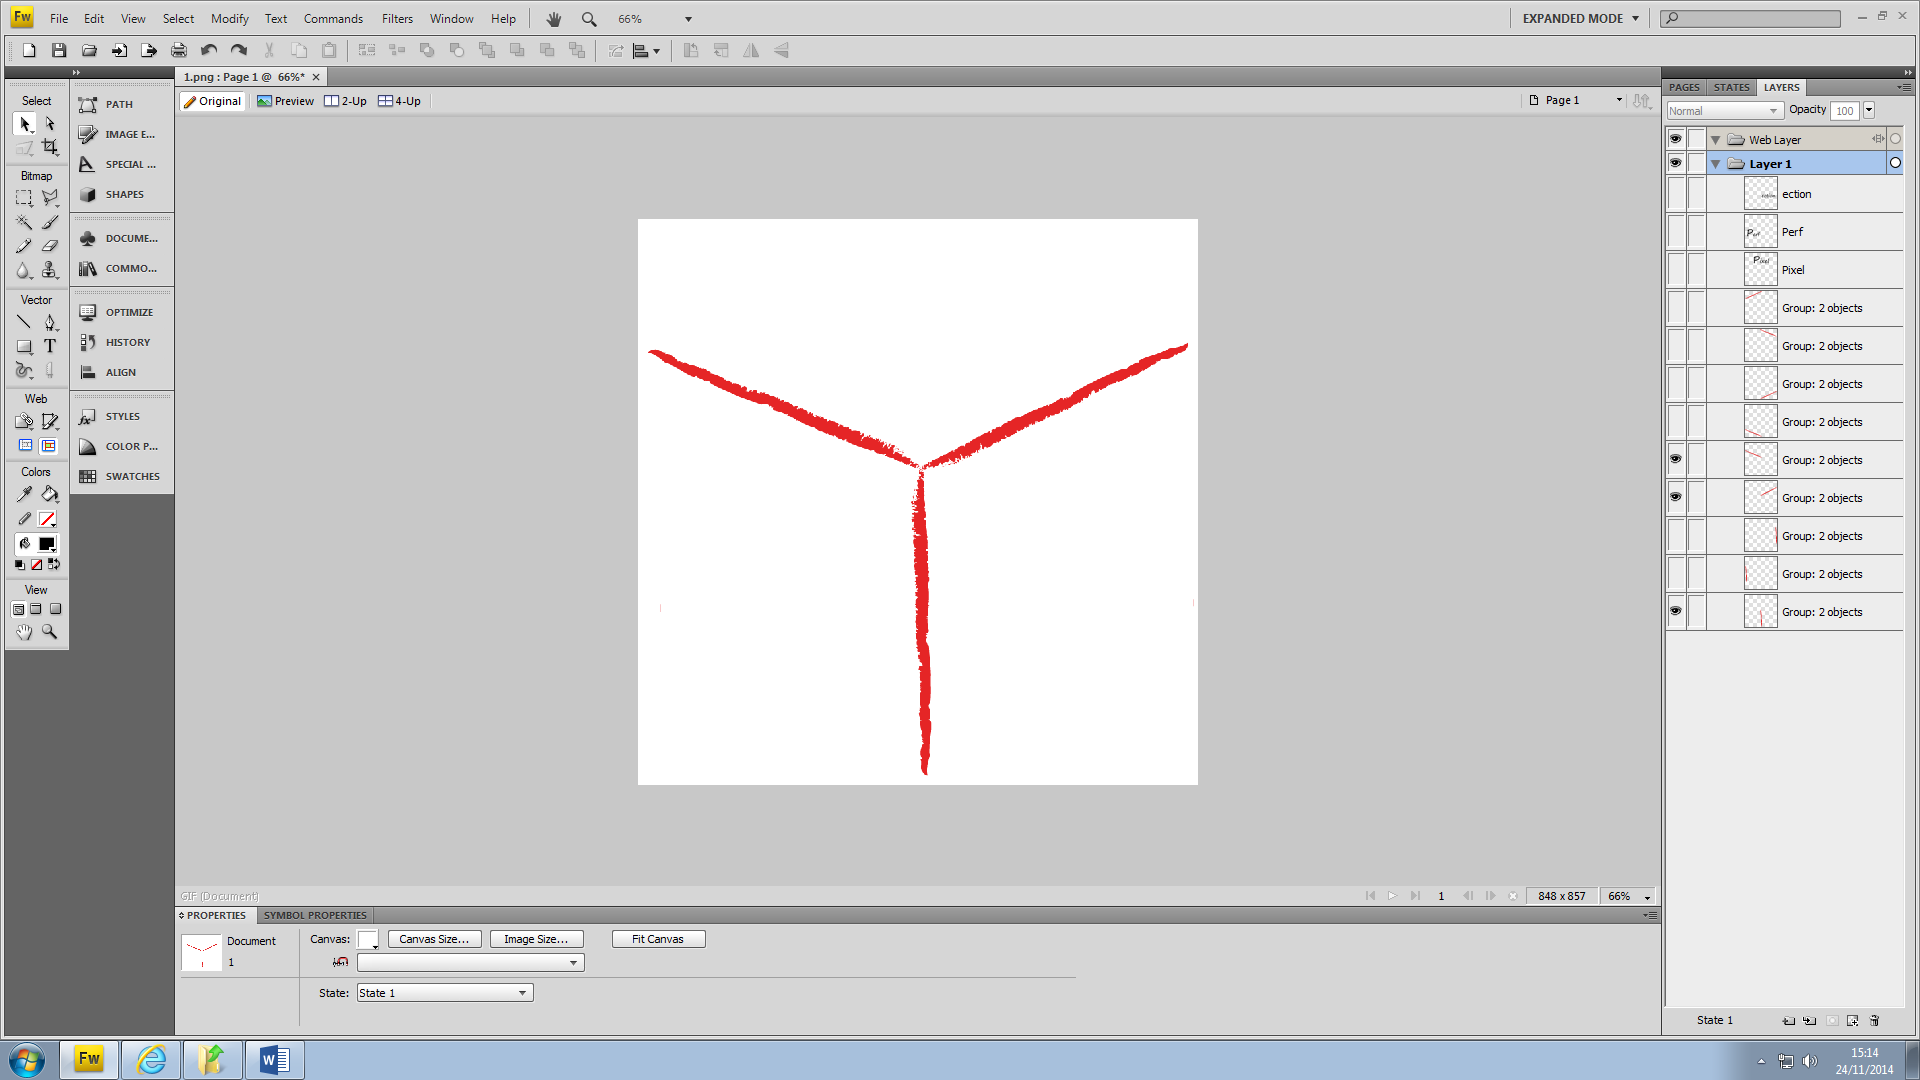 Fw File Edit View Select Modify Text Commands Filters Window Help 66% EXPANDED MODE
1.png : Page 1 @ 66%*
Original Preview 2-Up 4-Up Page 1
Select
Bitmap
Vector
Web
Colors
View
PATH
IMAGE E...
SPECIAL ...
SHAPES
DOCUME...
COMMO...
OPTIMIZE
HISTORY
ALIGN
STYLES
COLOR P...
SWATCHES
PAGES STATES LAYERS
Normal Opacity 100
Web Layer
Layer 1
ection
Perf Perf
Pixel Pixel
Group: 2 objects
Group: 2 objects
Group: 2 objects
Group: 2 objects
Group: 2 objects
Group: 2 objects
Group: 2 objects
Group: 2 objects
Group: 2 objects
State 1
GIF (Document) 1 848 x 857 66%
PROPERTIES SYMBOL PROPERTIES
Document
1
Canvas: Canvas Size... Image Size... Fit Canvas
State: State 1
Fw
15:14
24/11/2014